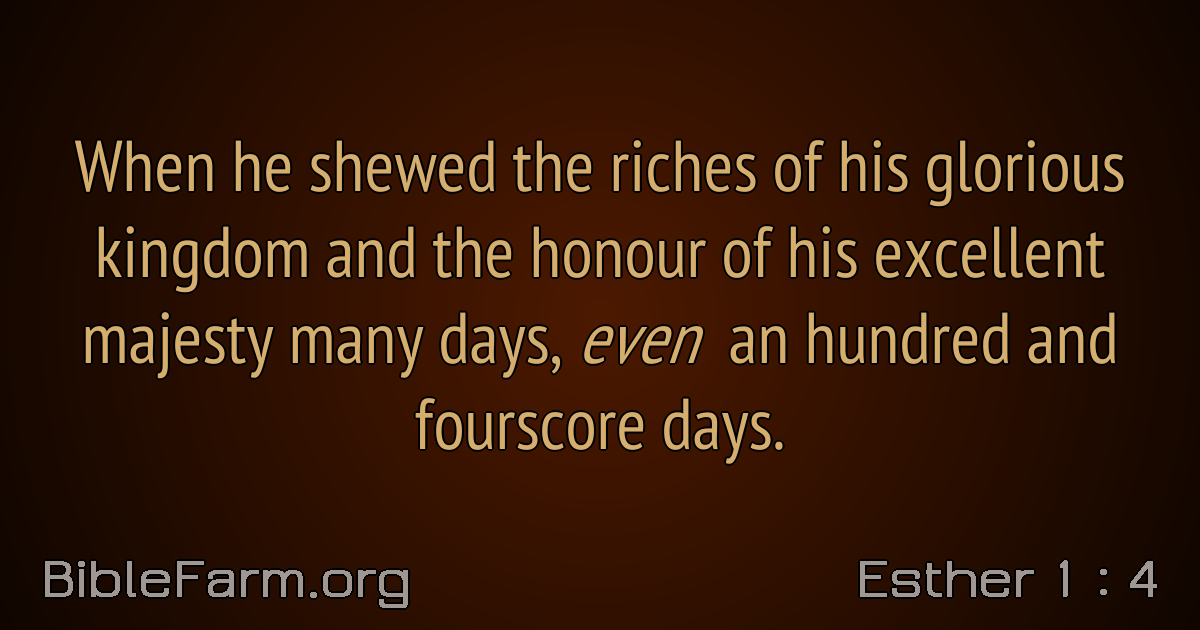 When he shewed the riches of his glorious
kingdom and the honour of his excellent
majesty many days, even an hundred and
fourscore days.
BibleFarm.org
Esther 1 : 4